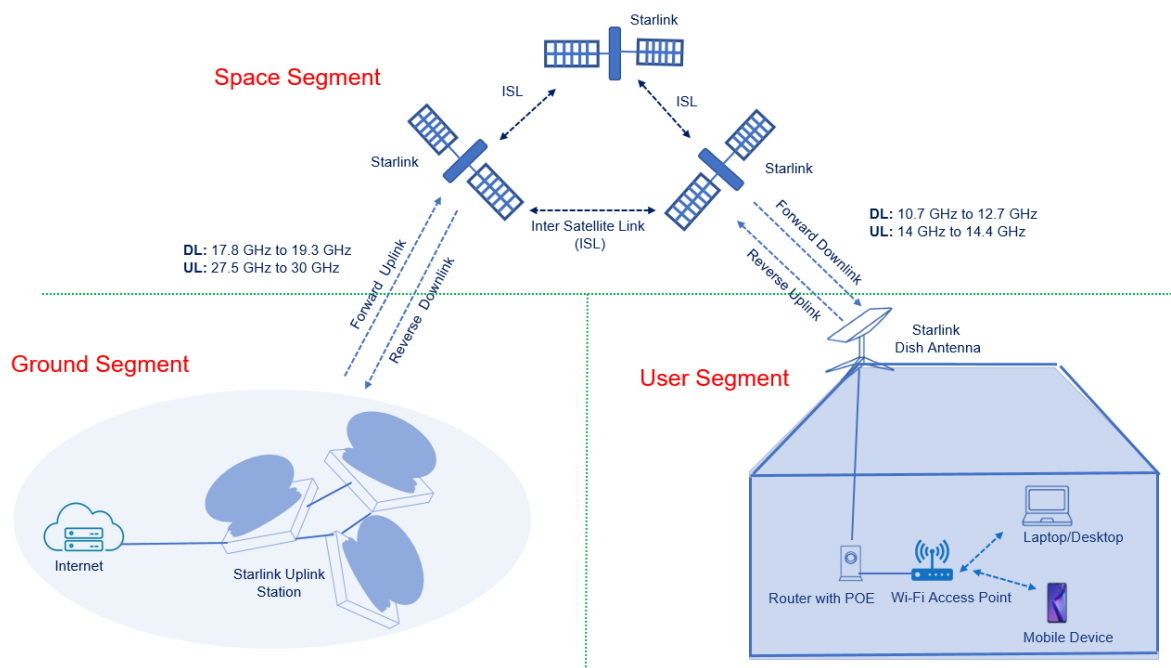 Starlink
Space Segment
ISL
ISL
Starlink
Starlink
DL: 10.7 GHz to 12.7 GHz
UL: 14 GHz to 14.4 GHz
Inter Satellite Link
(ISL)
DL: 17.8 GHz to 19.3 GHz
UL: 27.5 GHz to 30 GHz
Forward Uplink
Reverse Downlink
Forward Downlink
Reverse Uplink
Ground Segment
Starlink
Dish Antenna
User Segment
Internet
Starlink Uplink
Station
Laptop/Desktop
Router with POE
Wi-Fi Access Point
Mobile Device